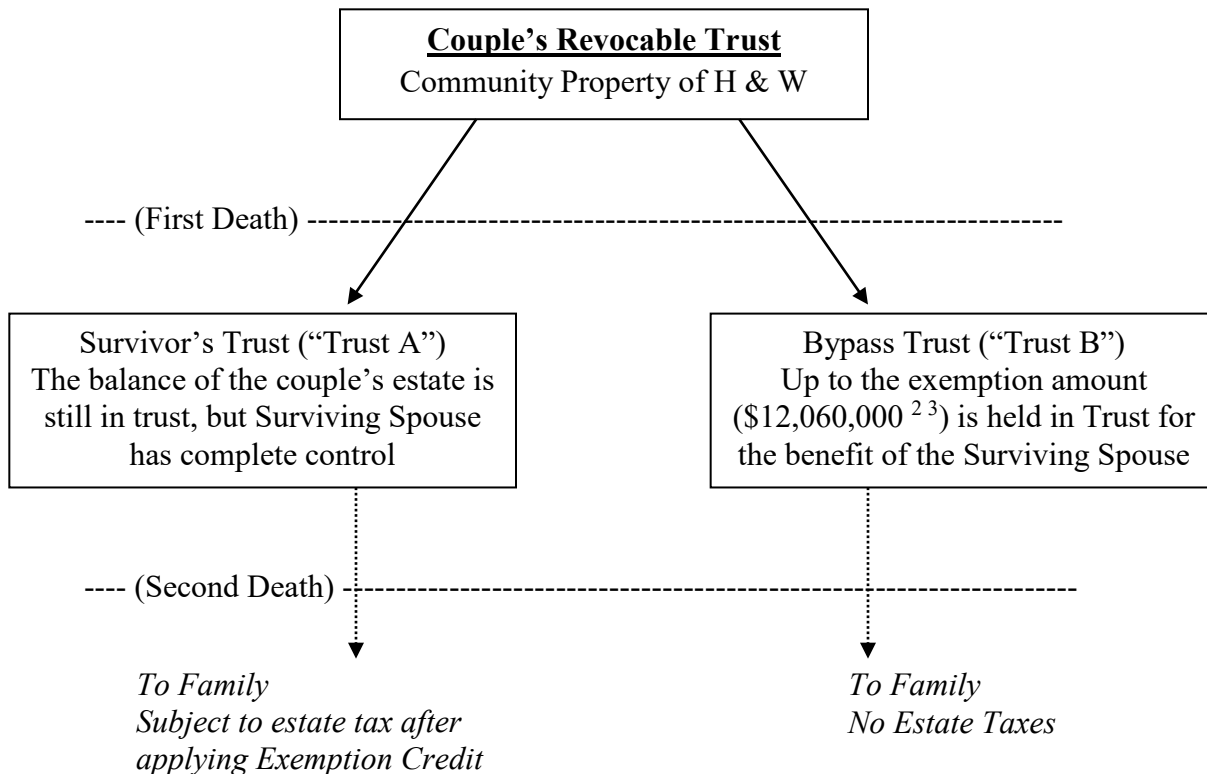 Couple’s Revocable Trust
Community Property of H & W
---- (First Death) ----------------------------------------------------------------------
Survivor’s Trust (“Trust A”)
The balance of the couple’s estate is
still in trust, but Surviving Spouse
has complete control
Bypass Trust (“Trust B”)
Up to the exemption amount
($12,060,000 2 3) is held in Trust for
the benefit of the Surviving Spouse
---- (Second Death) --------------------------------------------------------------------
To Family
Subject to estate tax after
applying Exemption Credit
To Family
No Estate Taxes